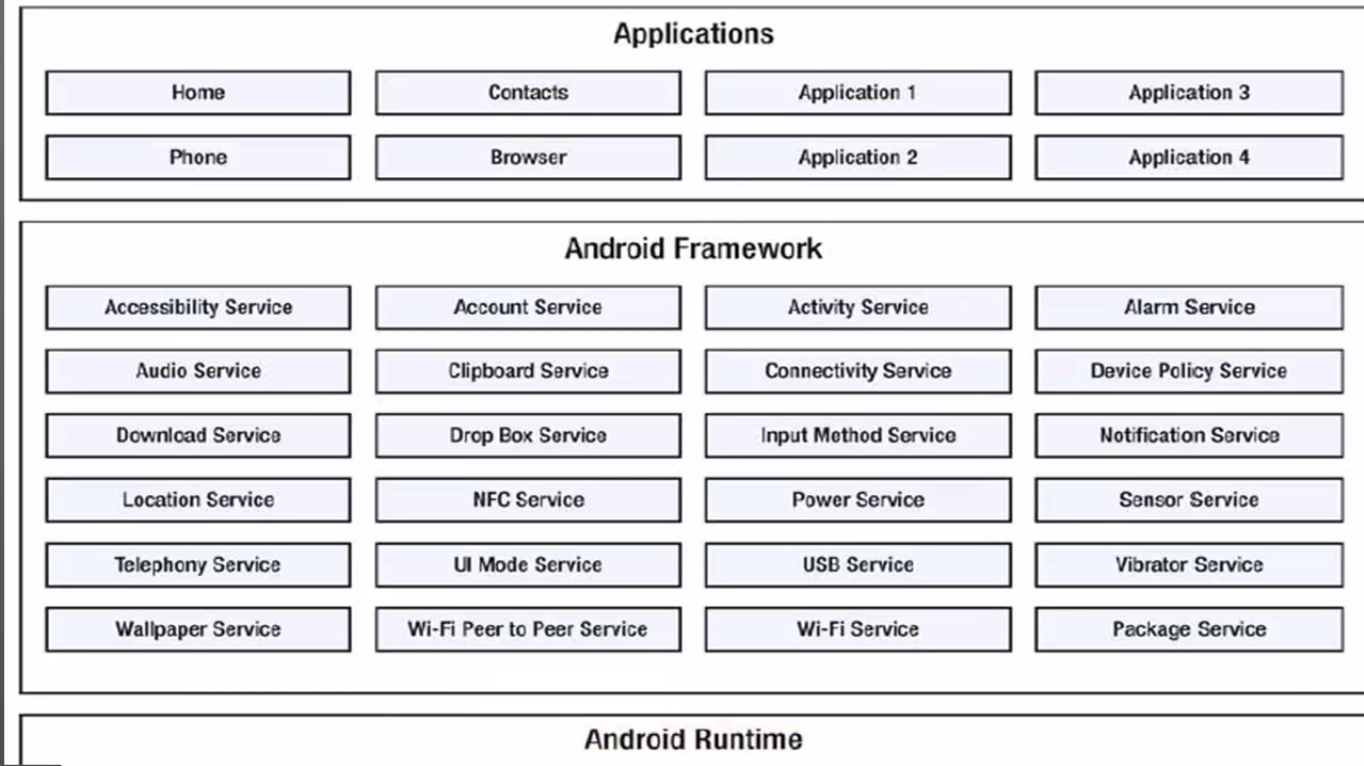 Applications
Home Contacts Application 1 Application 3
Phone Browser Application 2 Application 4
Android Framework
Accessibility Service Account Service Activity Service Alarm Service
Audio Service Clipboard Service Connectivity Service Device Policy Service
Download Service Drop Box Service Input Method Service Notification Service
Location Service NFC Service Power Service Sensor Service
Telephony Service UI Mode Service USB Service Vibrator Service
Wallpaper Service Wi-Fi Peer to Peer Service Wi-Fi Service Package Service
Android Runtime